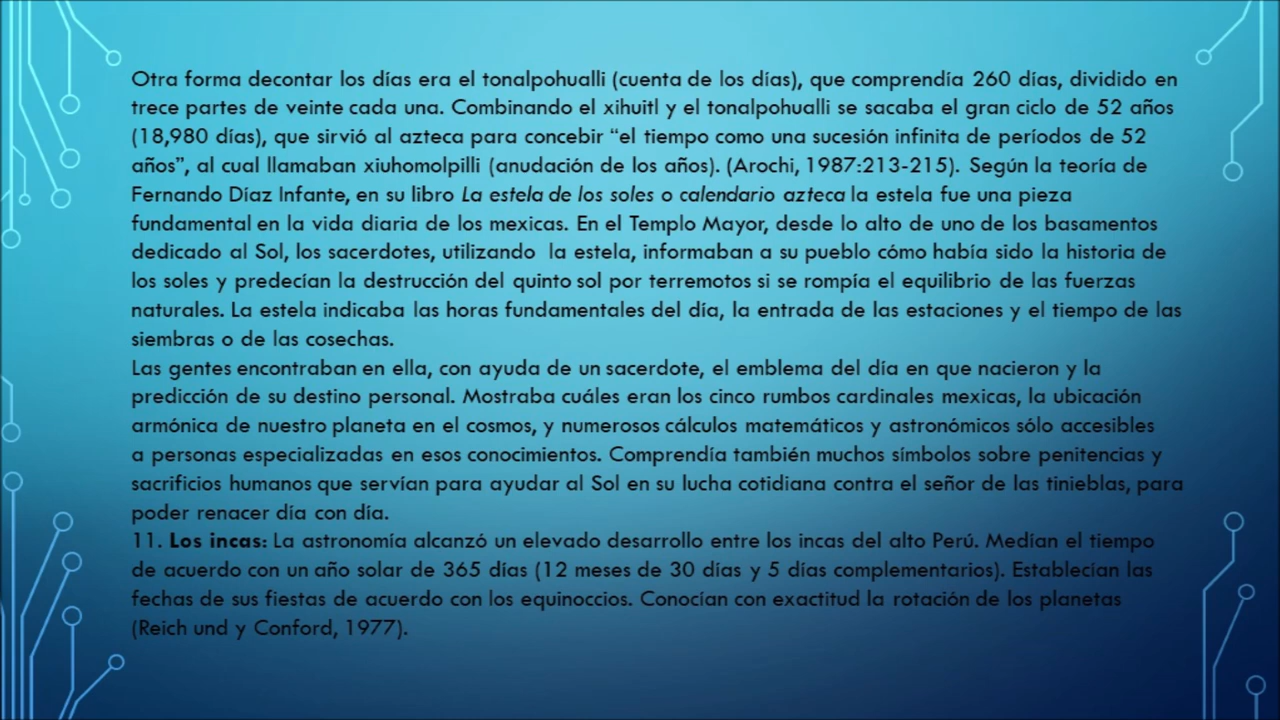 Otra forma decontar los días era el tonalpohualli (cuenta de los días), que comprendía 260 días, dividido en
trece partes de veinte cada una. Combinando el xihuitl y el tonalpohualli se sacaba el gran ciclo de 52 años
(18,980 días), que sirvió al azteca para concebir “el tiempo como una sucesión infinita de períodos de 52
años”, al cual llamaban xiuhomolpilli (anudación de los años). (Arochi, 1987:213-215). Según la teoría de
Fernando Díaz Infante, en su libro La estela de los soles o calendario azteca la estela fue una pieza
fundamental en la vida diaria de los mexicas. En el Templo Mayor, desde lo alto de uno de los basamentos
dedicado al Sol, los sacerdotes, utilizando la estela, informaban a su pueblo cómo había sido la historia de
los soles y predecían la destrucción del quinto sol por terremotos si se rompía el equilibrio de las fuerzas
naturales. La estela indicaba las horas fundamentales del día, la entrada de las estaciones y el tiempo de las
siembras o de las cosechas.
Las gentes encontraban en ella, con ayuda de un sacerdote, el emblema del día en que nacieron y la
predicción de su destino personal. Mostraba cuáles eran los cinco rumbos cardinales mexicas, la ubicación
armónica de nuestro planeta en el cosmos, y numerosos cálculos matemáticos y astronómicos sólo accesibles
a personas especializadas en esos conocimientos. Comprendía también muchos símbolos sobre penitencias y
sacrificios humanos que servían para ayudar al Sol en su lucha cotidiana contra el señor de las tinieblas, para
poder renacer día con día.
11. Los incas: La astronomía alcanzó un elevado desarrollo entre los incas del alto Perú. Medían el tiempo
de acuerdo con un año solar de 365 días (12 meses de 30 días y 5 días complementarios). Establecían las
fechas de sus fiestas de acuerdo con los equinoccios. Conocían con exactitud la rotación de los planetas
(Reich und y Conford, 1977).